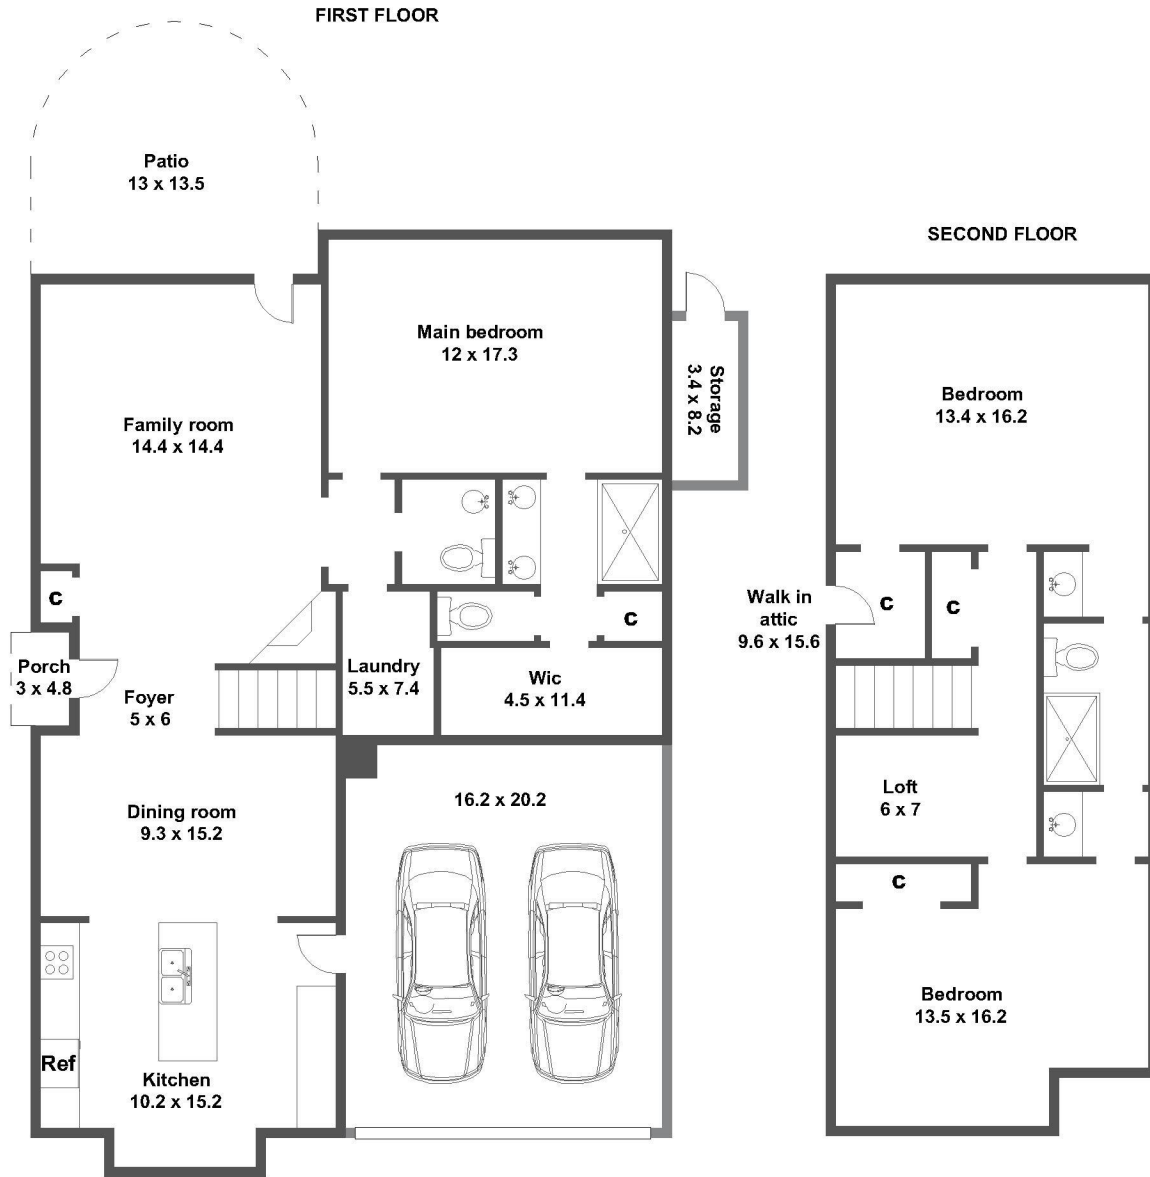 FIRST FLOOR
Patio
13 x 13.5
SECOND FLOOR
Main bedroom
12 x 17.3
Storage
3.4 x 8.2
Family room
14.4 x 14.4
Bedroom
13.4 x 16.2
C
C
Walk in
attic
9.6 x 15.6
C
C
Porch
3 x 4.8
Foyer
5 x 6
Laundry
5.5 x 7.4
Wic
4.5 x 11.4
Loft
6 x 7
Dining room
9.3 x 15.2
16.2 x 20.2
C
Bedroom
13.5 x 16.2
Ref
Kitchen
10.2 x 15.2